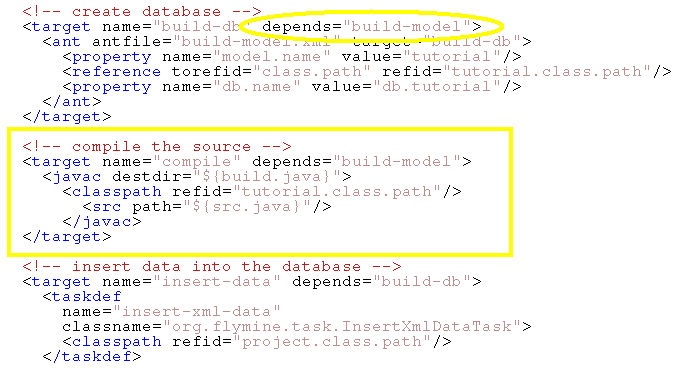 <!-- create database -->
<target name="build-db" depends="build-model">
<ant antfile="build-model.xml" target="build-db">
<property name="model.name" value="tutorial"/>
<reference torefid="class.path" refid="tutorial.class.path"/>
<property name="db.name" value="db.tutorial"/>
</ant>
</target>
<!-- compile the source -->
<target name="compile" depends="build-model">
<javac destdir="${build.java}">
<classpath refid="tutorial.class.path"/>
<src path="${src.java}"/>
</javac>
</target>
<!-- insert data into the database -->
<target name="insert-data" depends="build-db">
<taskdef
name="insert-xml-data"
classname="org.flymine.task.InsertXmlDataTask">
<classpath refid="project.class.path"/>
</taskdef>